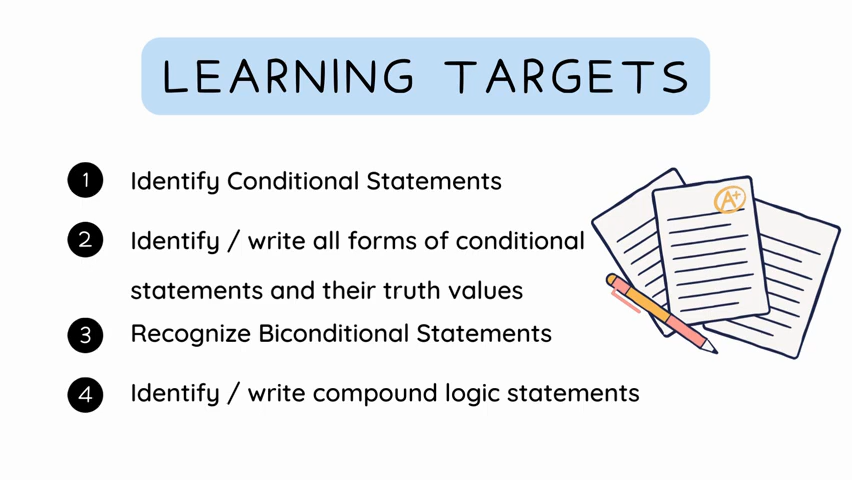 LEARNING TARGETS
1 Identify Conditional Statements
2 Identify / write all forms of conditional
statements and their truth values
3 Recognize Biconditional Statements
4 Identify / write compound logic statements
A+